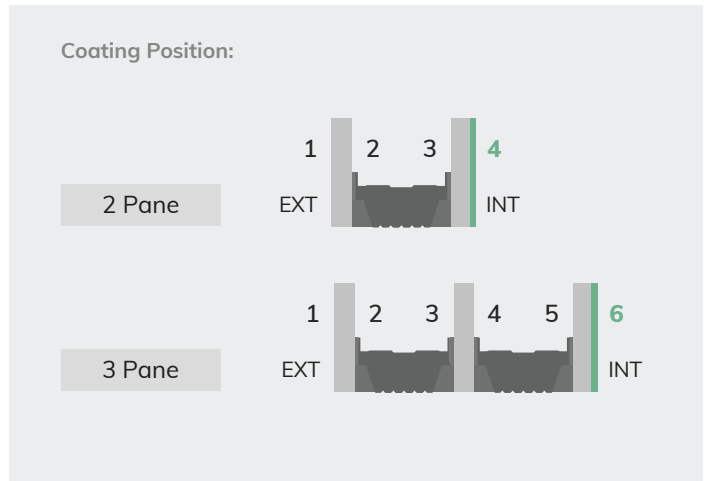 Coating Position:
1 2 3 4
2 Pane EXT INT
1 2 3 4 5 6
3 Pane EXT INT